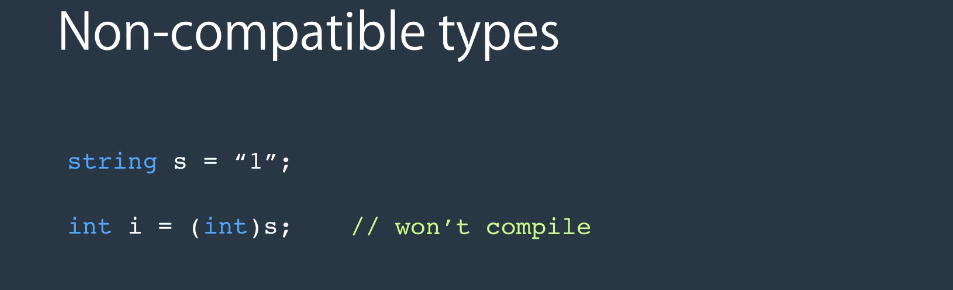 Non-compatible types
string s = “1”;
int i = (int)s;    // won’t compile